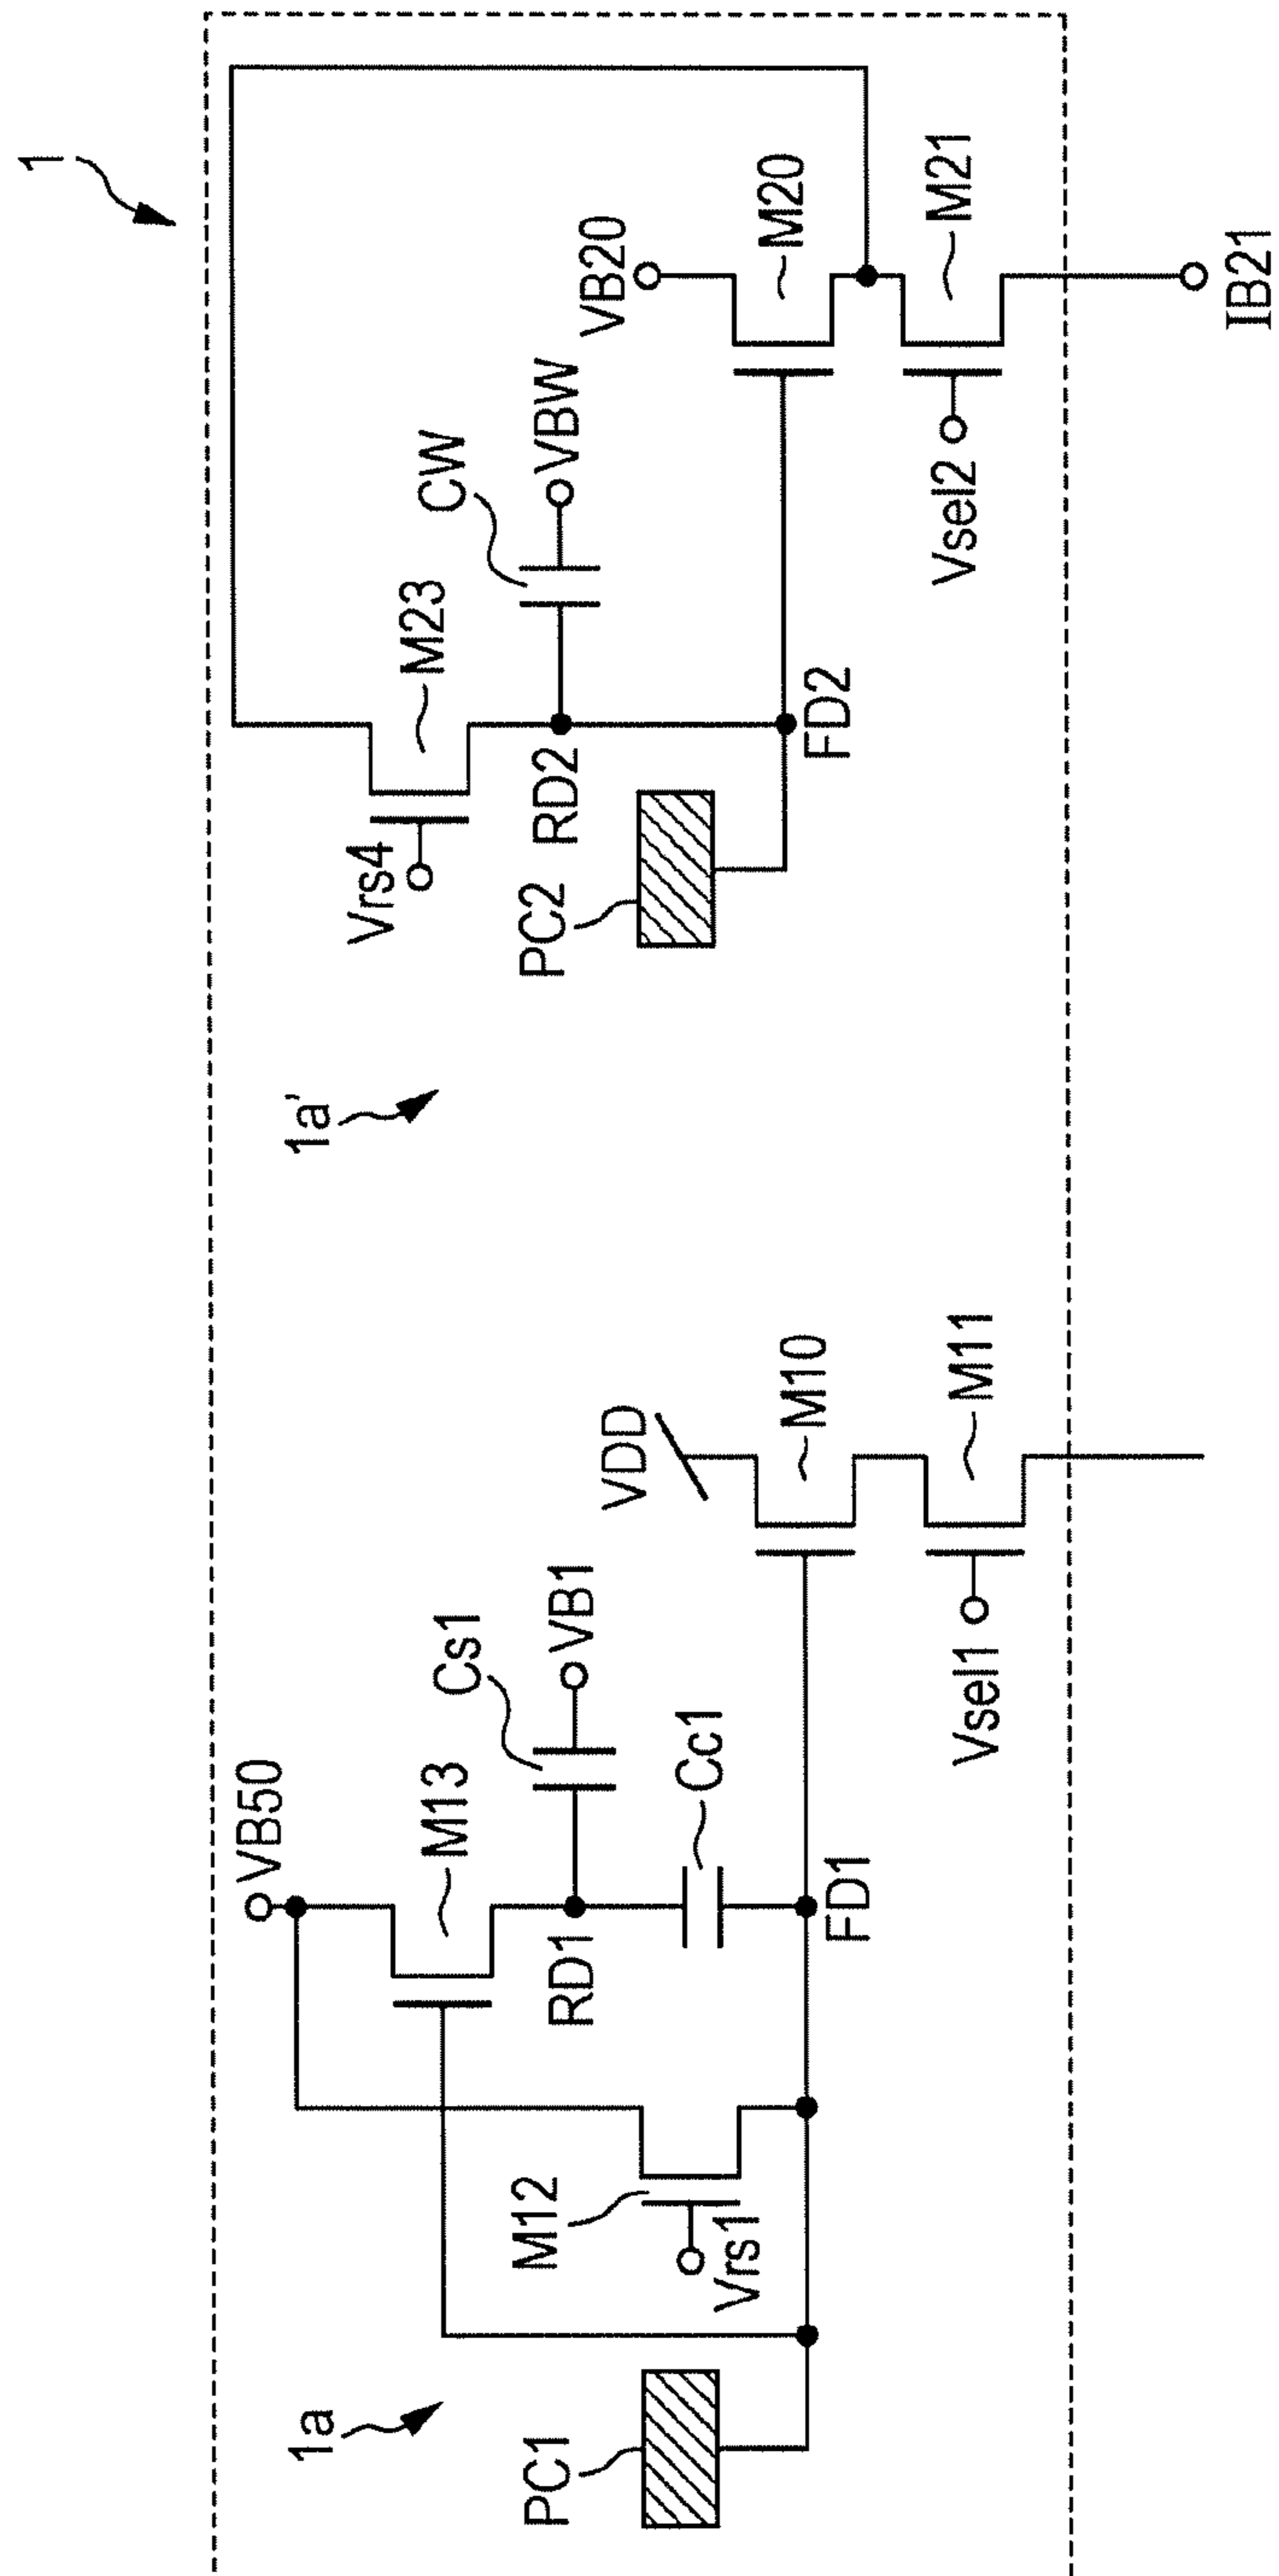 1
1a
VB50
M13
Cs1
VB1
RD1
Cc1
M12
Vrs1
PC1
FD1
VDD
M10
M11
Vsel1
1a'
Vrs4
M23
CW
VBW
RD2
PC2
FD2
VB20
M20
M21
Vsel2
IB21